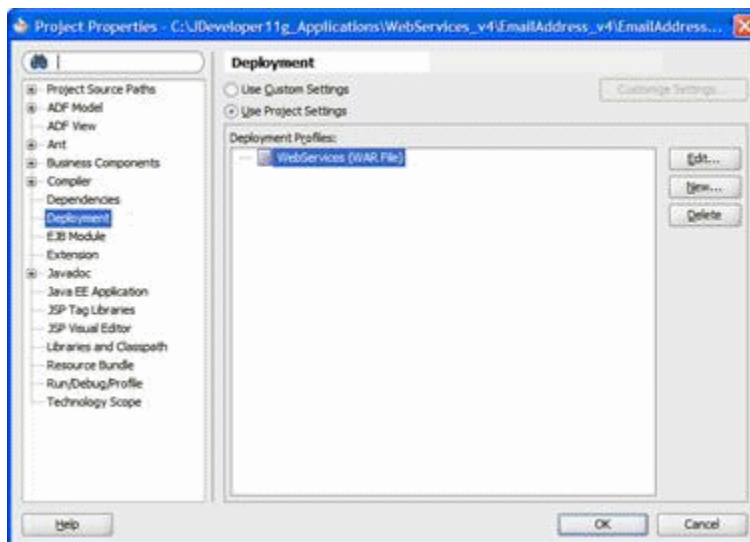 Project Properties - C:\JDeveloper11g_Applications\WebServices_v4\EmailAddress_v4\EmailAddress...
Project Source Paths
ADF Model
ADF View
Ant
Business Components
Compiler
Dependencies
Deployment
EJB Module
Extension
Javadoc
Java EE Application
JSP Tag Libraries
JSP Visual Editor
Libraries and Classpath
Resource Bundle
Run/Debug/Profile
Technology Scope
Deployment
Use Custom Settings
Customize Settings...
Use Project Settings
Deployment Profiles:
WebServices (WAR File)
Edit...
New...
Delete
Help
OK
Cancel